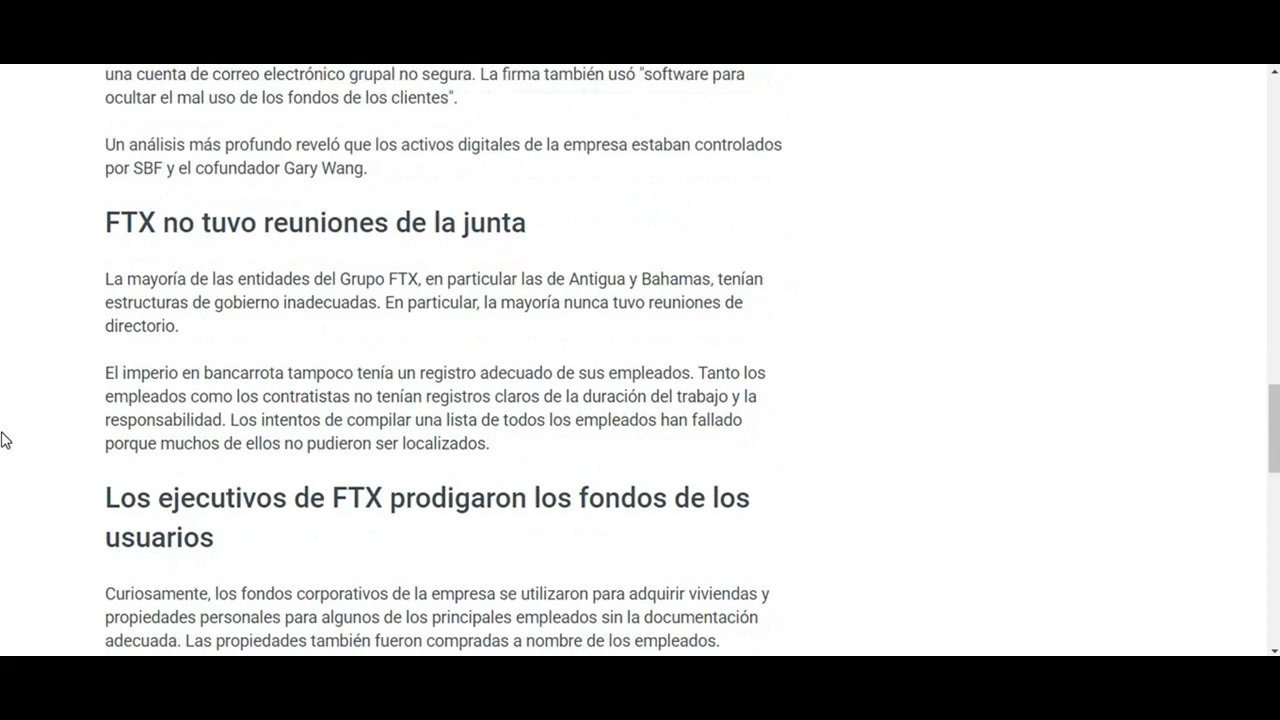 una cuenta de correo electrónico grupal no segura. La firma también usó "software para
ocultar el mal uso de los fondos de los clientes".
Un análisis más profundo reveló que los activos digitales de la empresa estaban controlados
por SBF y el cofundador Gary Wang.
FTX no tuvo reuniones de la junta
La mayoría de las entidades del Grupo FTX, en particular las de Antigua y Bahamas, tenían
estructuras de gobierno inadecuadas. En particular, la mayoría nunca tuvo reuniones de
directorio.
El imperio en bancarrota tampoco tenía un registro adecuado de sus empleados. Tanto los
empleados como los contratistas no tenían registros claros de la duración del trabajo y la
responsabilidad. Los intentos de compilar una lista de todos los empleados han fallado
porque muchos de ellos no pudieron ser localizados.
Los ejecutivos de FTX prodigaron los fondos de los
usuarios
Curiosamente, los fondos corporativos de la empresa se utilizaron para adquirir viviendas y
propiedades personales para algunos de los principales empleados sin la documentación
adecuada. Las propiedades también fueron compradas a nombre de los empleados.